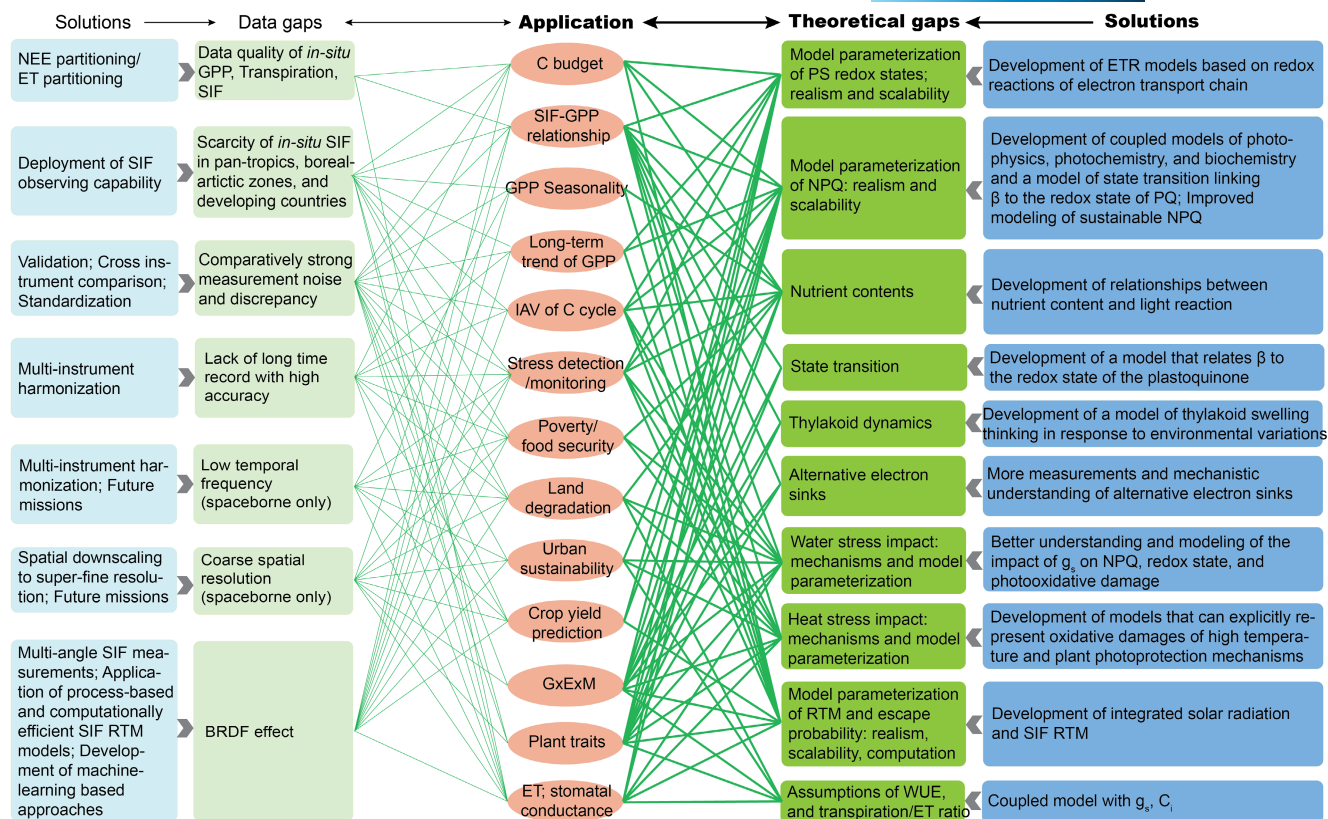 Solutions
Data gaps
Application
Theoretical gaps
Solutions
NEE partitioning/
ET partitioning
Data quality of in-situ
GPP, Transpiration,
SIF
Deployment of SIF
observing capability
Scarcity of in-situ SIF
in pan-tropics, boreal-
artictic zones, and
developing countries
Validation; Cross ins-
trument comparison;
Standardization
Comparatively strong
measurement noise
and discrepancy
Multi-instrument
harmonization
Lack of long time
record with high
accuracy
Multi-instrument har-
monization; Future
missions
Low temporal
frequency
(spaceborne only)
Spatial downscaling
to super-fine resolu-
tion; Future missions
Coarse spatial
resolution
(spaceborne only)
Multi-angle SIF mea-
surements; Applica-
tion of process-based
and computationally
efficient SIF RTM
models; Develop-
ment of machine-
learning based
approaches
BRDF effect
C budget
SIF-GPP
relationship
GPP Seasonality
Long-term
trend of GPP
IAV of C cycle
Stress detection
/monitoring
Poverty/
food security
Land
degradation
Urban
sustainability
Crop yield
prediction
GxExM
Plant traits
ET; stomatal
conductance
Model parameterization
of PS redox states;
realism and scalability
Development of ETR models based on redox
reactions of electron transport chain
Model parameterization
of NPQ: realism and
scalability
Development of coupled models of photo-
physics, photochemistry, and biochemistry
and a model of state transition linking
β to the redox state of PQ; Improved
modeling of sustainable NPQ
Nutrient contents
Development of relationships between
nutrient content and light reaction
State transition
Development of a model that relates β to
the redox state of the plastoquinone
Thylakoid dynamics
Development of a model of thylakoid swelling
thinking in response to environmental variations
Alternative electron
sinks
More measurements and mechanistic
understanding of alternative electron sinks
Water stress impact:
mechanisms and model
parameterization
Better understanding and modeling of the
impact of gs on NPQ, redox state, and
photooxidative damage
Heat stress impact:
mechanisms and model
parameterization
Development of models that can explicitly re-
present oxidative damages of high tempera-
ture and plant photoprotection mechanisms
Model parameterization
of RTM and escape
probability: realism,
scalability, computation
Development of integrated solar radiation
and SIF RTM
Assumptions of WUE,
and transpiration/ET ratio
Coupled model with gs, Ci